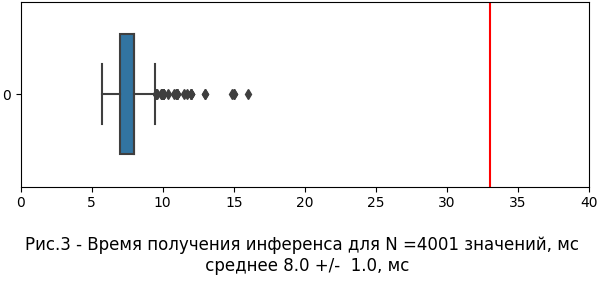 0
0 5 10 15 20 25 30 35 40
Рис.3 - Время получения инференса для N =4001 значений, мс
среднее 8.0 +/-  1.0, мс